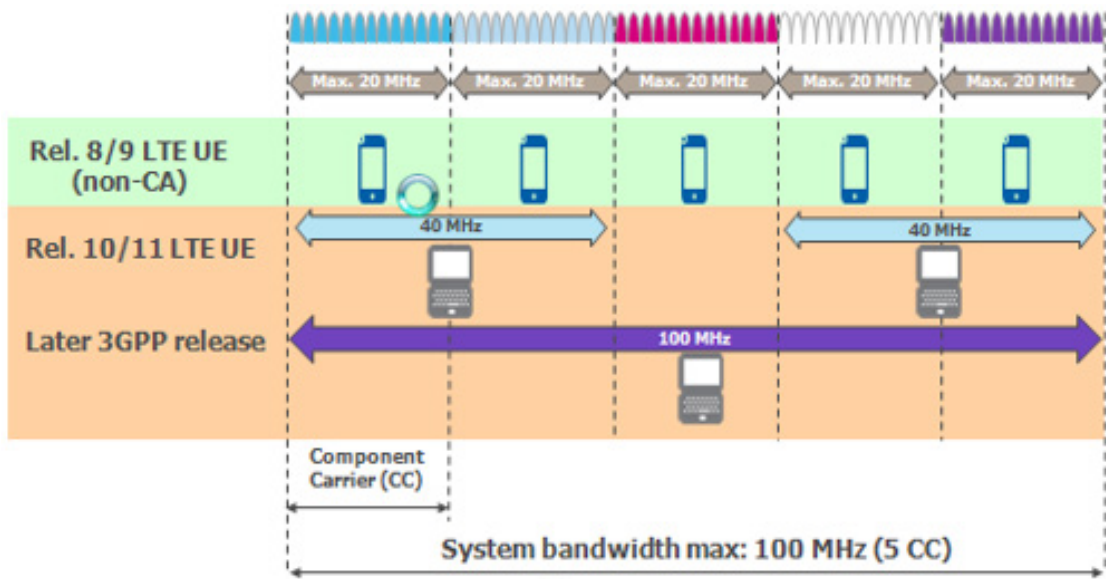 Max. 20 MHz
Max. 20 MHz
Max. 20 MHz
Max. 20 MHz
Max. 20 MHz
Rel. 8/9 LTE UE
(non-CA)
40 MHz
40 MHz
Rel. 10/11 LTE UE
Later 3GPP release
100 MHz
Component
Carrier (CC)
System bandwidth max: 100 MHz (5 CC)